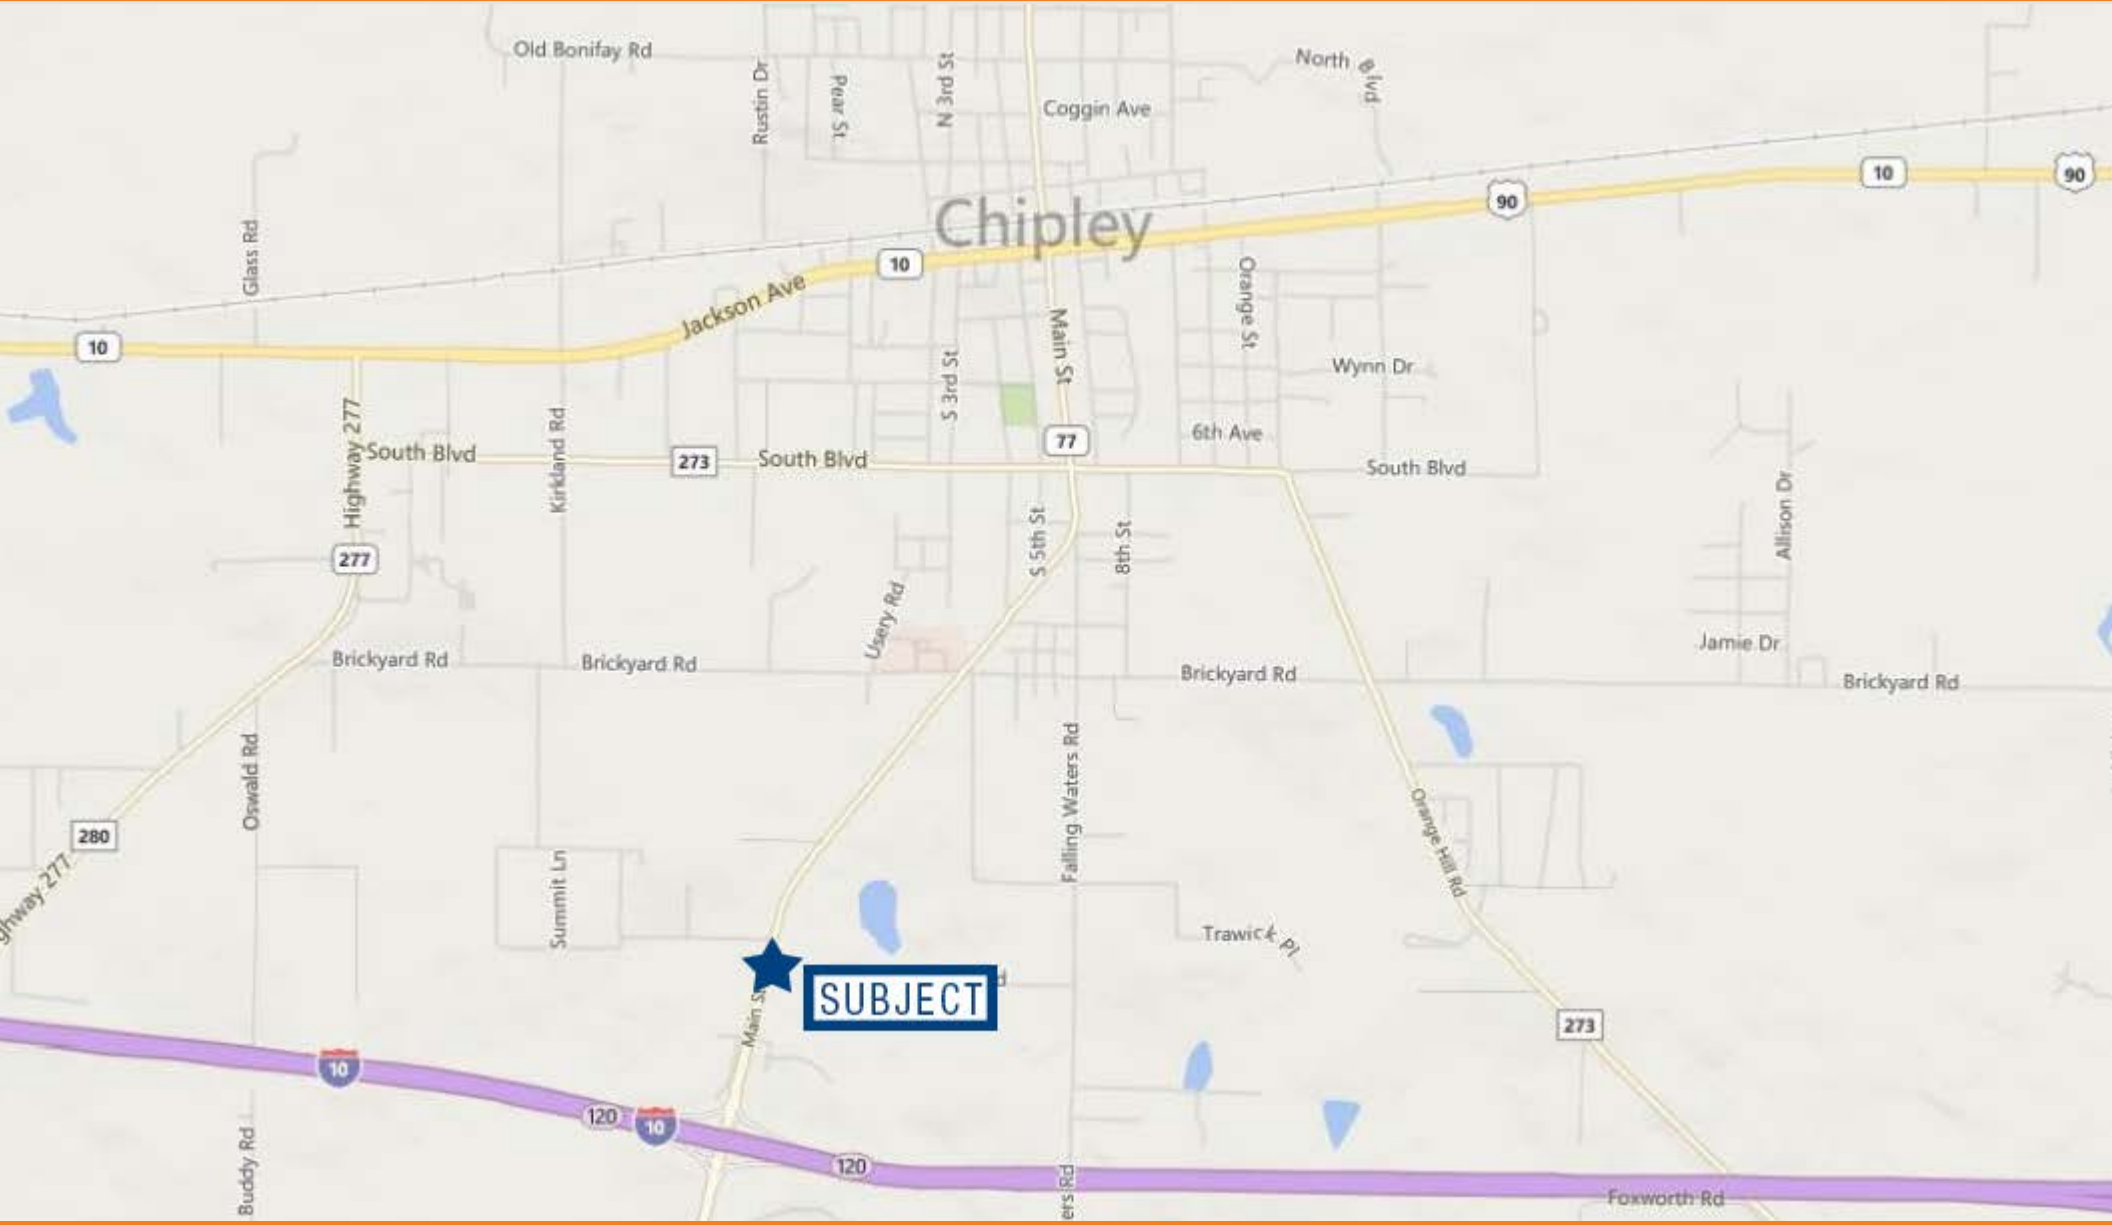 Old Bonifay Rd
North Blvd
Rustin Dr
Pear St
N 3rd St
Coggin Ave
90
10
90
Chipley
Glass Rd
10
Jackson Ave
Orange St
10
Main St
Wynn Dr
S 3rd St
Highway 277
Kirkland Rd
6th Ave
77
South Blvd
273
South Blvd
South Blvd
Allison Dr
S 5th St
8th St
277
Usery Rd
Jamie Dr
Brickyard Rd
Brickyard Rd
Brickyard Rd
Brickyard Rd
Oswald Rd
Falling Waters Rd
280
Orange Hill Rd
ghway 277
Summit Ln
Trawick Pl
d
SUBJECT
Main St
273
10
120
10
120
Buddy Rd
ers Rd
Foxworth Rd